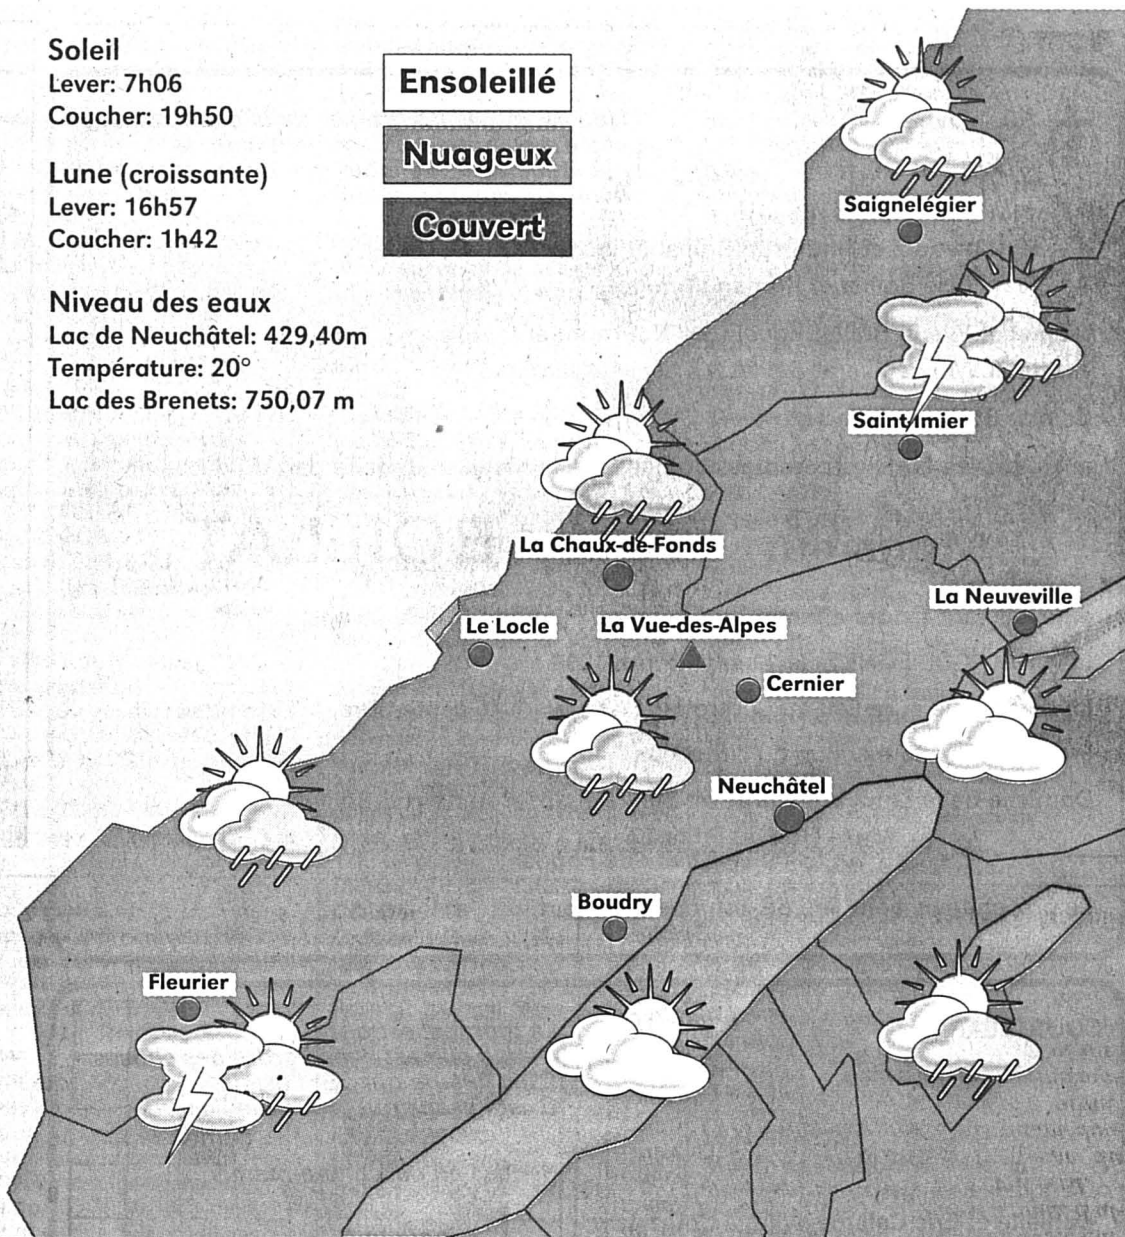 Soleil
Lever: 7h06
Coucher: 19h50
Lune (croissante)
Lever: 16h57
Coucher: 1h42
Niveau des eaux
Lac de Neuchâtel: 429,40m
Température: 20°
Lac des Brenets: 750,07 m
Ensoleillé
Nuageux
Couvert
Saignelégier
Saint-Imier
La Chaux-de-Fonds
La Neuveville
Le Locle
La Vue-des-Alpes
Cernier
Neuchâtel
Boudry
Fleurier